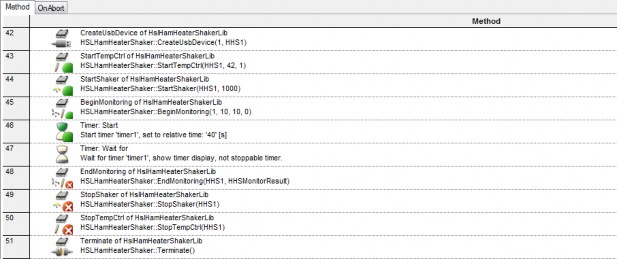 Method OnAbort
Method
42 CreateUsbDevice of HslHamHeaterShakerLib
HSLHamHeaterShaker::CreateUsbDevice(1, HHS1)
43 StartTempCtrl of HslHamHeaterShakerLib
HSLHamHeaterShaker::StartTempCtrl(HHS1, 42, 1)
44 StartShaker of HslHamHeaterShakerLib
HSLHamHeaterShaker::StartShaker(HHS1, 1000)
45 BeginMonitoring of HslHamHeaterShakerLib
HSLHamHeaterShaker::BeginMonitoring(1, 10, 10, 0)
46 Timer: Start
Start timer 'timer1', set to relative time: '40' [s]
47 Timer: Wait for
Wait for timer 'timer1', show timer display, not stoppable timer.
48 EndMonitoring of HslHamHeaterShakerLib
HSLHamHeaterShaker::EndMonitoring(HHS1, HHSMonitorResult)
49 StopShaker of HslHamHeaterShakerLib
HSLHamHeaterShaker::StopShaker(HHS1)
50 StopTempCtrl of HslHamHeaterShakerLib
HSLHamHeaterShaker::StopTempCtrl(HHS1)
51 Terminate of HslHamHeaterShakerLib
HSLHamHeaterShaker::Terminate()